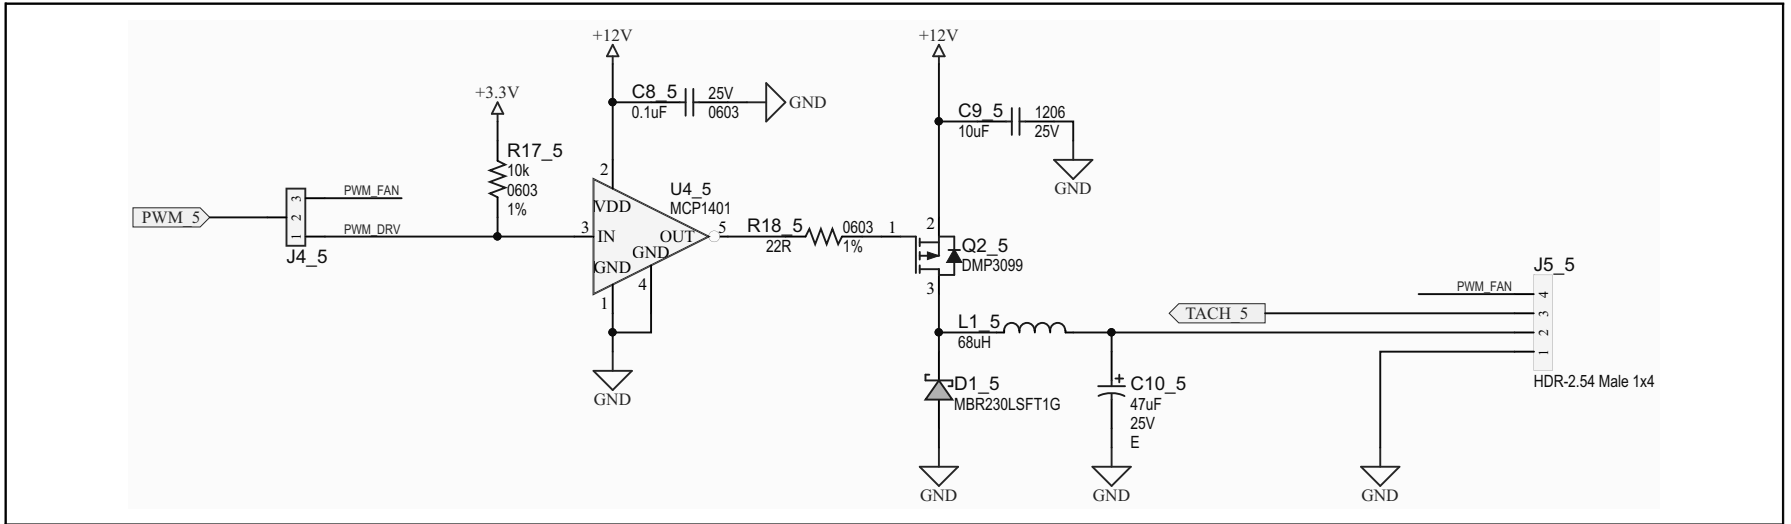 +12V
+12V
+3.3V
C8_5
25V
GND
0.1uF
0603
C9_5
1206
10uF
25V
GND
R17_5
10k
0603
1%
2
VDD
U4_5
MCP1401
PWM_5
3
2
1
PWM_FAN
PWM_DRV
J4_5
3
IN
OUT
5
GND
GND
4
1
GND
R18_5
0603
22R
1%
1
2
Q2_5
DMP3099
3
L1_5
68uH
D1_5
MBR230LSFT1G
GND
+
C10_5
47uF
25V
E
GND
TACH_5
J5_5
PWM_FAN
4
3
2
1
HDR-2.54 Male 1x4
GND